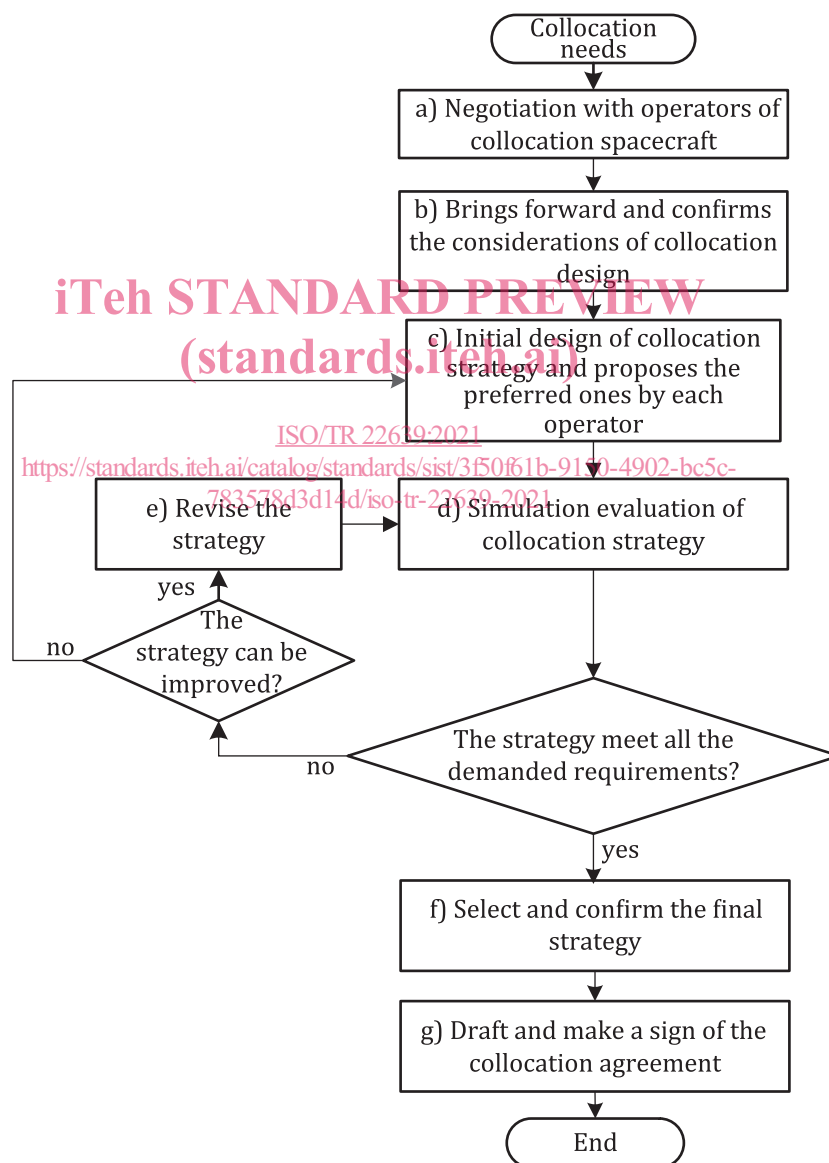 Collocation
needs
a) Negotiation with operators of
collocation spacecraft
b) Brings forward and confirms
the considerations of collocation
design
iTeh STANDARD PREVIEW
(standards.iteh.ai)
c) Initial design of collocation
strategy and proposes the
preferred ones by each
operator
ISO/TR 22639:2021
https://standards.iteh.ai/catalog/standards/sist/3f50f61b-9150-4902-bc5c-
783578d3d14d/iso-tr-22639-2021
e) Revise the
strategy
d) Simulation evaluation of
collocation strategy
yes
no
The
strategy can be
improved?
The strategy meet all the
demanded requirements?
no
yes
f) Select and confirm the final
strategy
g) Draft and make a sign of the
collocation agreement
End